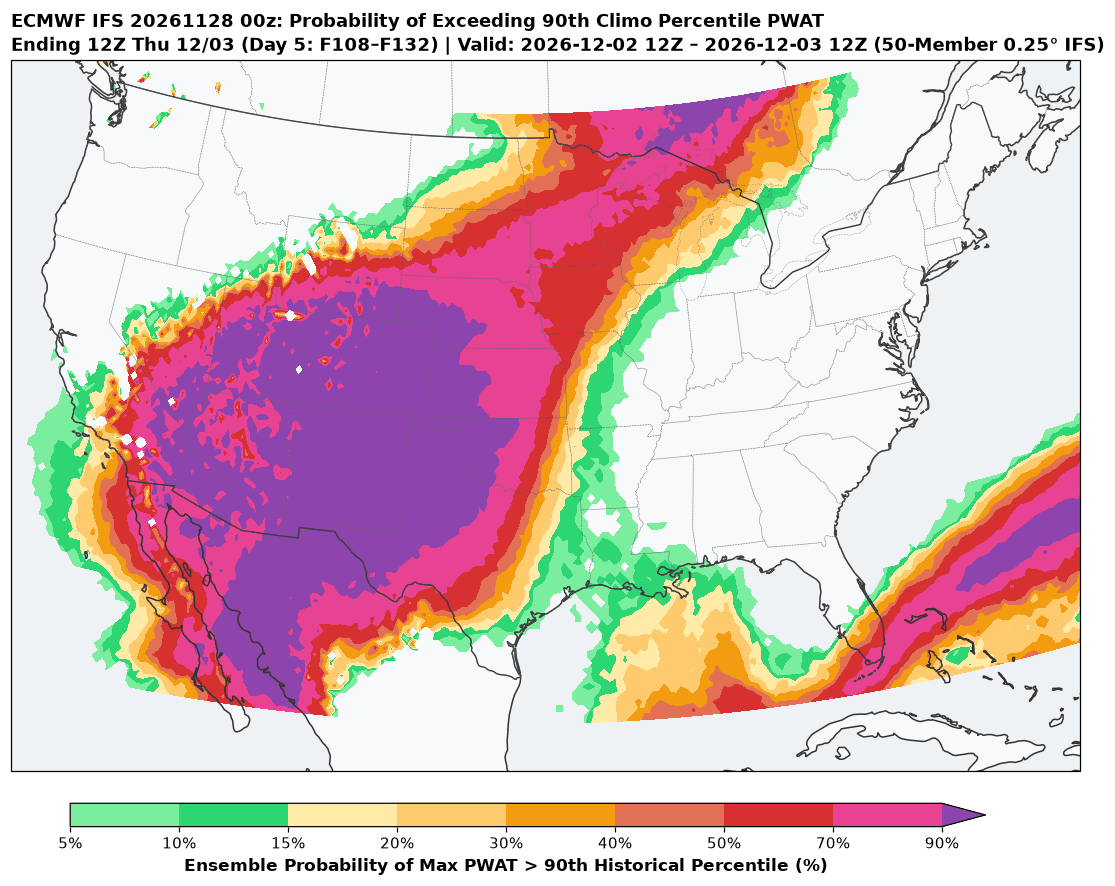 ECMWF IFS 20261128 00z: Probability of Exceeding 90th Climo Percentile PWAT
Ending 12Z Thu 12/03 (Day 5: F108–F132) | Valid: 2026-12-02 12Z – 2026-12-03 12Z (50-Member 0.25° IFS)
5% 10% 15% 20% 30% 40% 50% 70% 90%
Ensemble Probability of Max PWAT > 90th Historical Percentile (%)